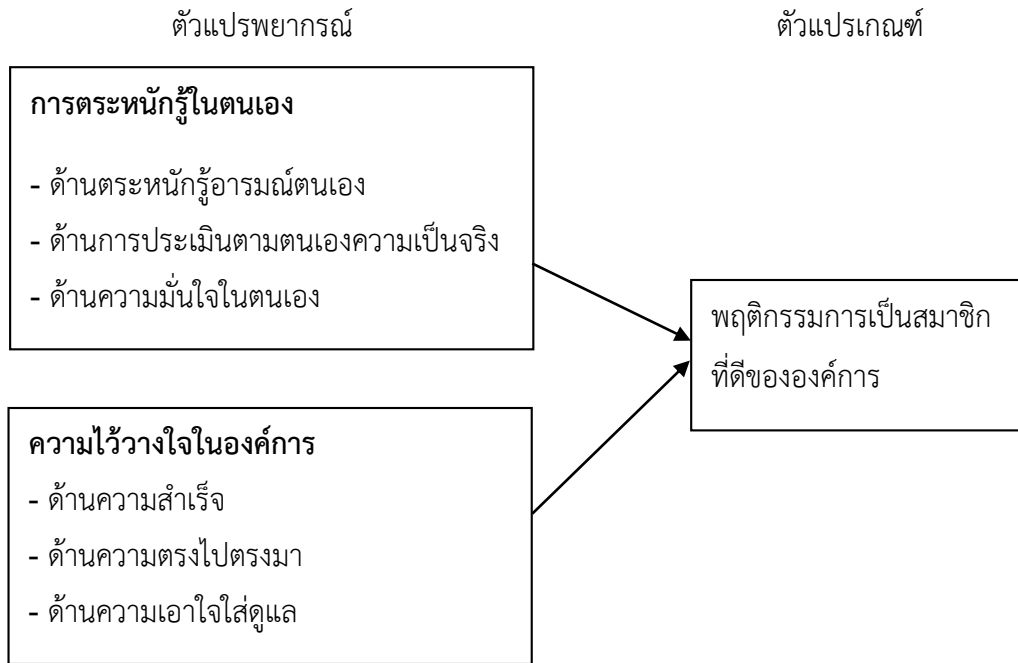 ตัวแปรพยากรณ์
ตัวแปรเกณฑ์
การตระหนักรู้ในตนเอง
- ด้านตระหนักรู้อารมณ์ตนเอง
- ด้านการประเมินตามตนเองความเป็นจริง
- ด้านความมั่นใจในตนเอง
พฤติกรรมการเป็นสมาชิก
ที่ดีขององค์การ
ความไว้วางใจในองค์การ
- ด้านความสำเร็จ
- ด้านความตรงไปตรงมา
- ด้านความเอาใจใส่ดูแล